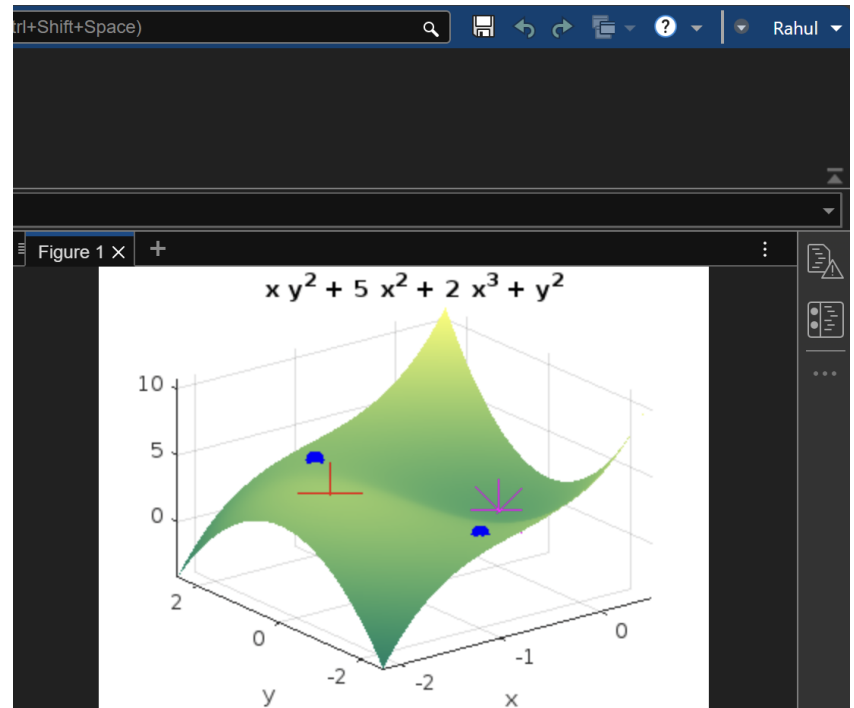 trl+Shift+Space)
Rahul
Figure 1
x y² + 5 x² + 2 x³ + y²
10
5
0
2
0
-2
-2
-1
0
y
x